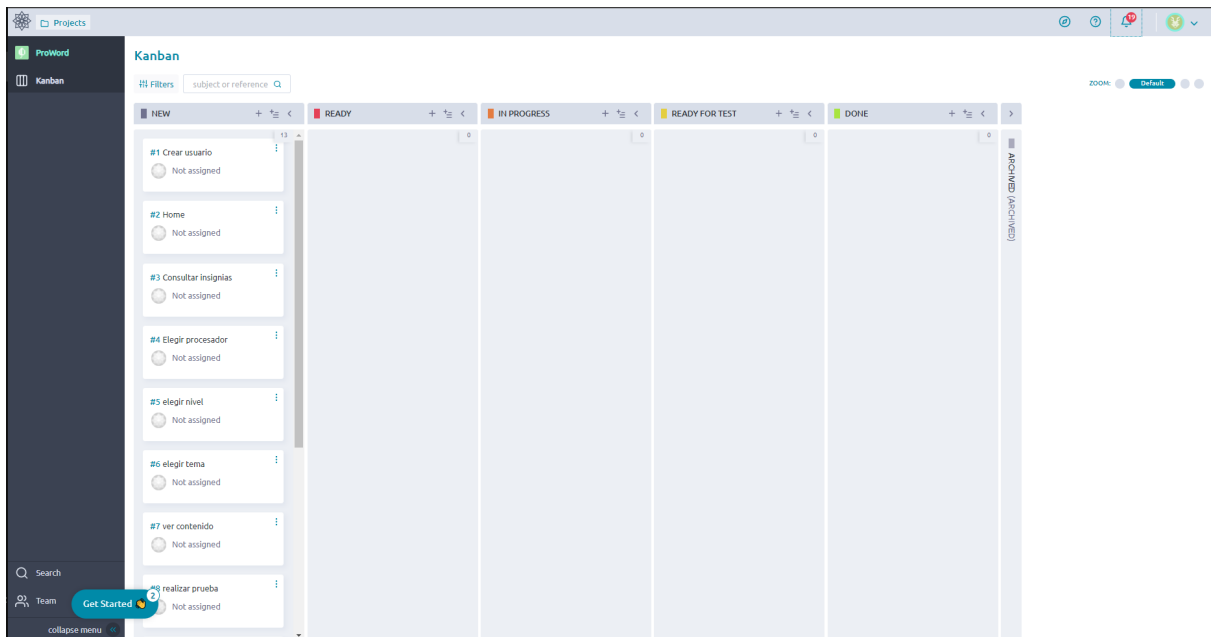 Projects
19
ProWord
Kanban
Kanban
Filters
subject or reference
ZOOM:
Default
NEW
READY
IN PROGRESS
READY FOR TEST
DONE
13
0
0
0
0
ARCHIVED (ARCHIVED)
#1 Crear usuario
Not assigned
#2 Home
Not assigned
#3 Consultar insignias
Not assigned
#4 Elegir procesador
Not assigned
#5 elegir nivel
Not assigned
#6 elegir tema
Not assigned
#7 ver contenido
Not assigned
#8 realizar prueba
Not assigned
Search
Team
Get Started
2
collapse menu